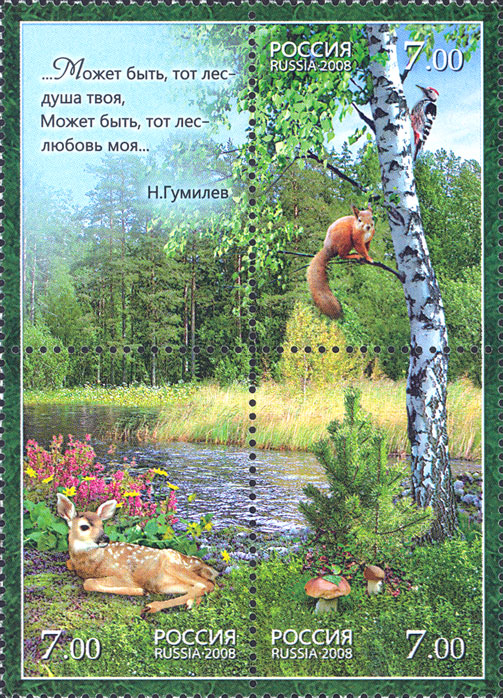 ...Может быть, тот лес–
душа твоя,
Может быть, тот лес–
любовь моя...
Н.Гумилев
РОССИЯ 7.00
RUSSIA·2008
7.00 РОССИЯ
RUSSIA·2008
РОССИЯ 7.00
RUSSIA·2008